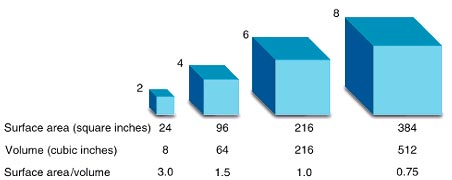 8
6
4
2
Surface area (square inches) 24 96 216 384
Volume (cubic inches) 8 64 216 512
Surface area/volume 3.0 1.5 1.0 0.75